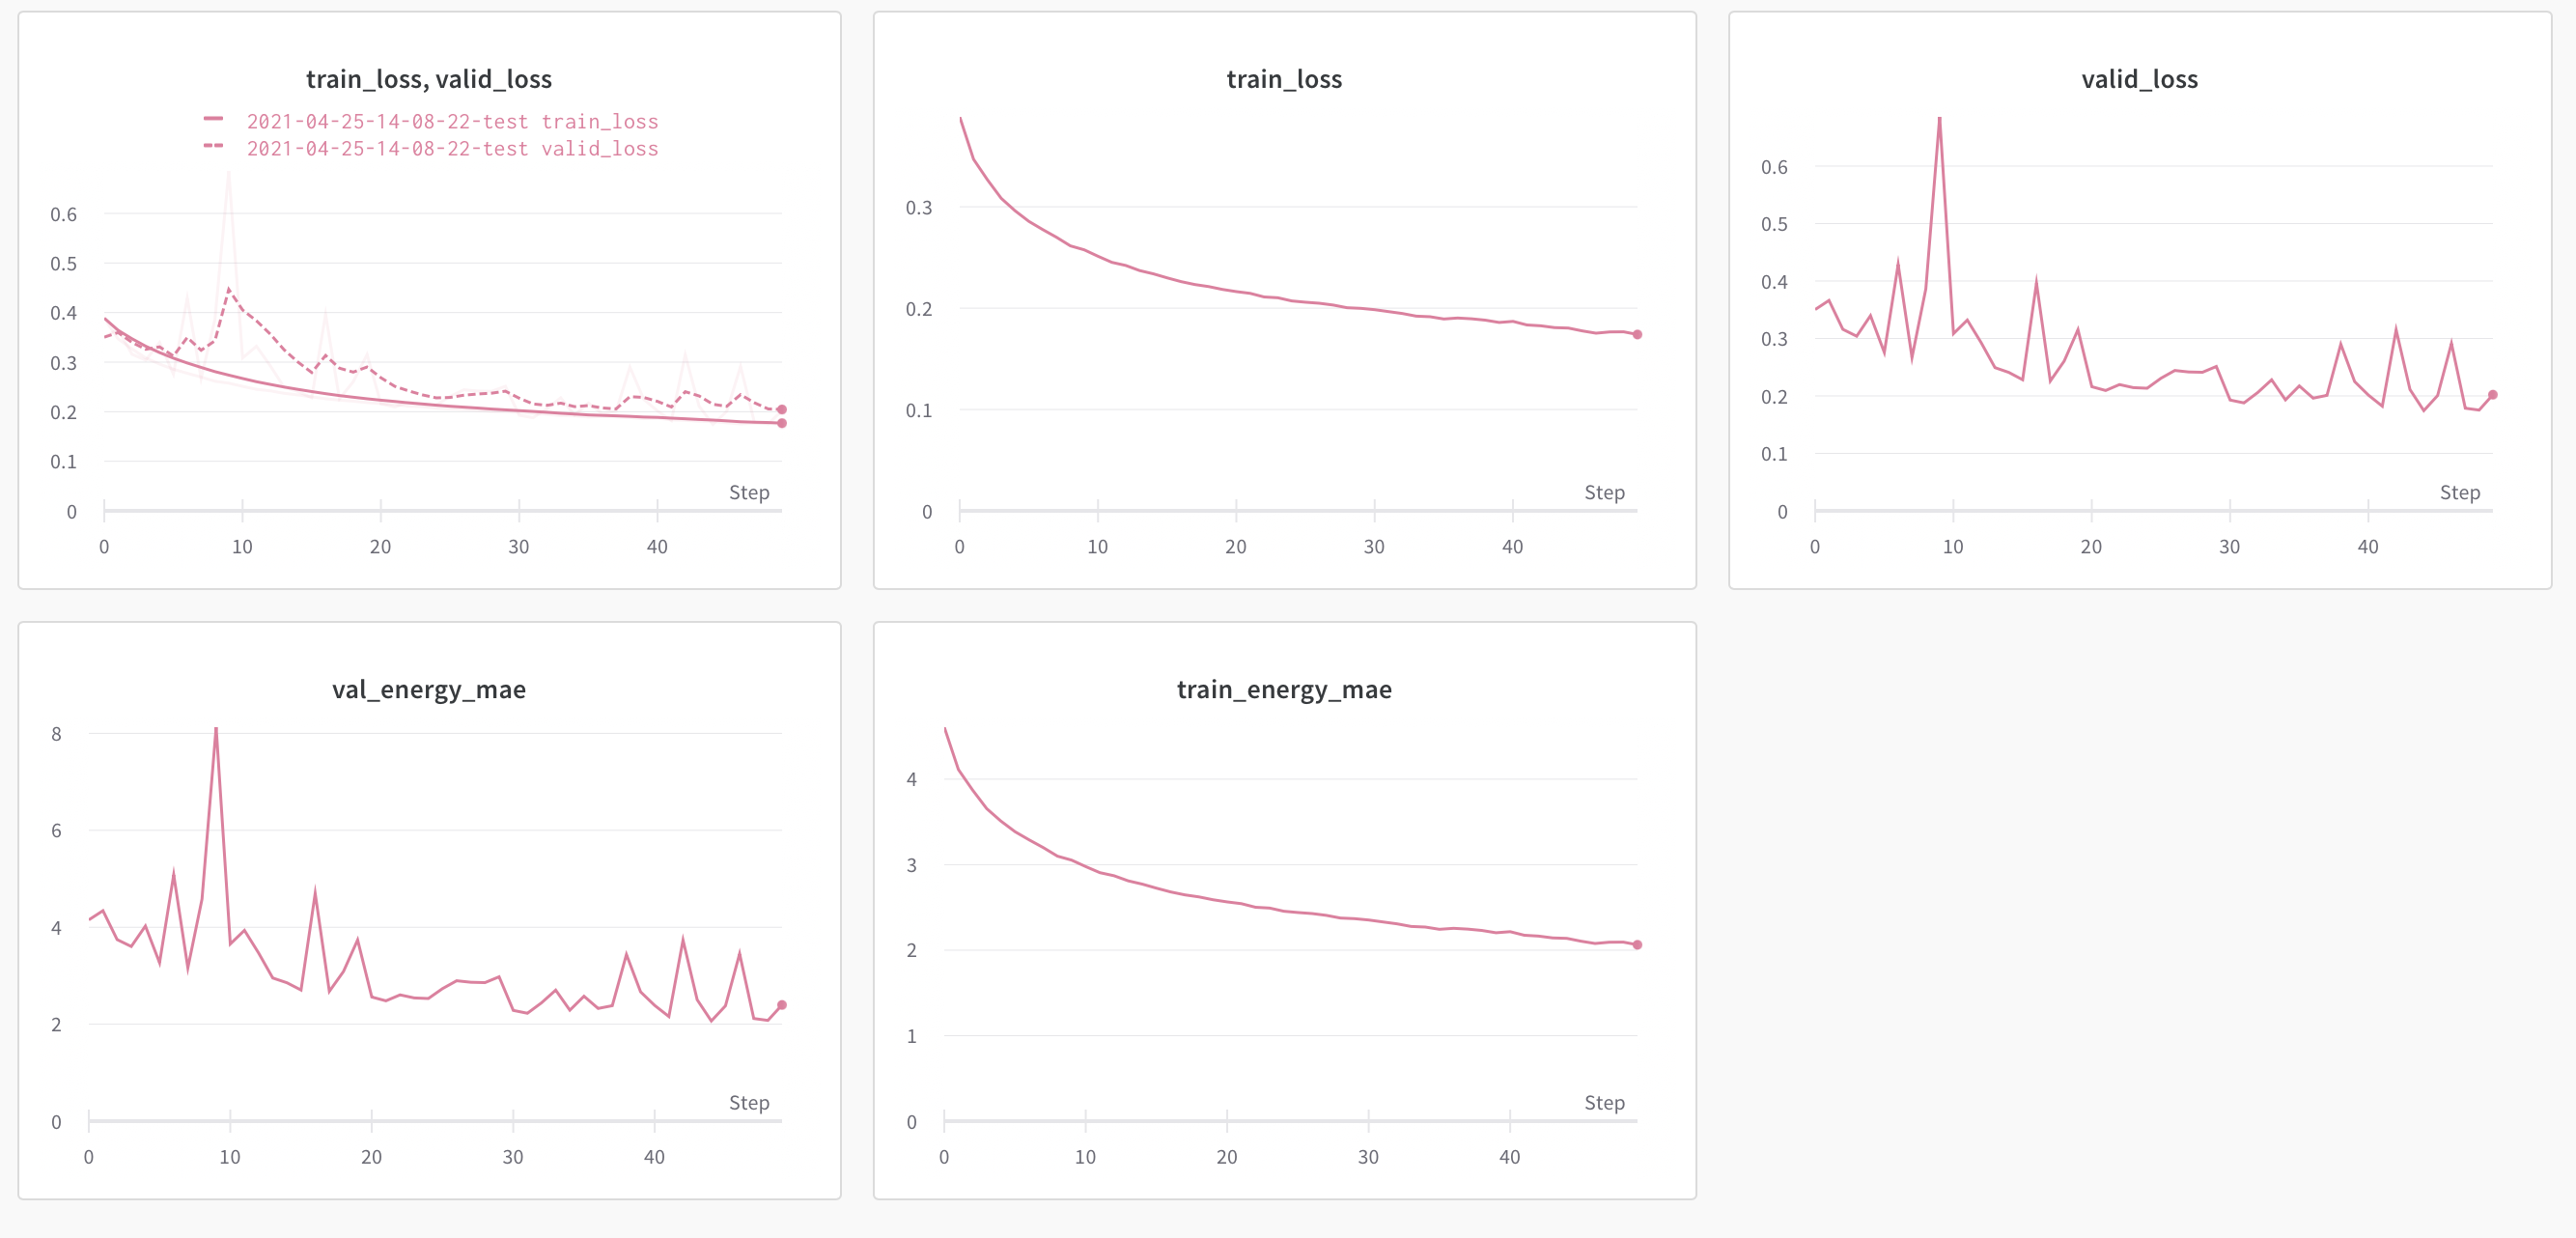 train_loss, valid_loss
2021-04-25-14-08-22-test train_loss
2021-04-25-14-08-22-test valid_loss
0.6
0.5
0.4
0.3
0.2
0.1
0
Step
0 10 20 30 40
train_loss
0.3
0.2
0.1
0
Step
0 10 20 30 40
valid_loss
0.6
0.5
0.4
0.3
0.2
0.1
0
Step
0 10 20 30 40
val_energy_mae
8
6
4
2
0
Step
0 10 20 30 40
train_energy_mae
4
3
2
1
0
Step
0 10 20 30 40